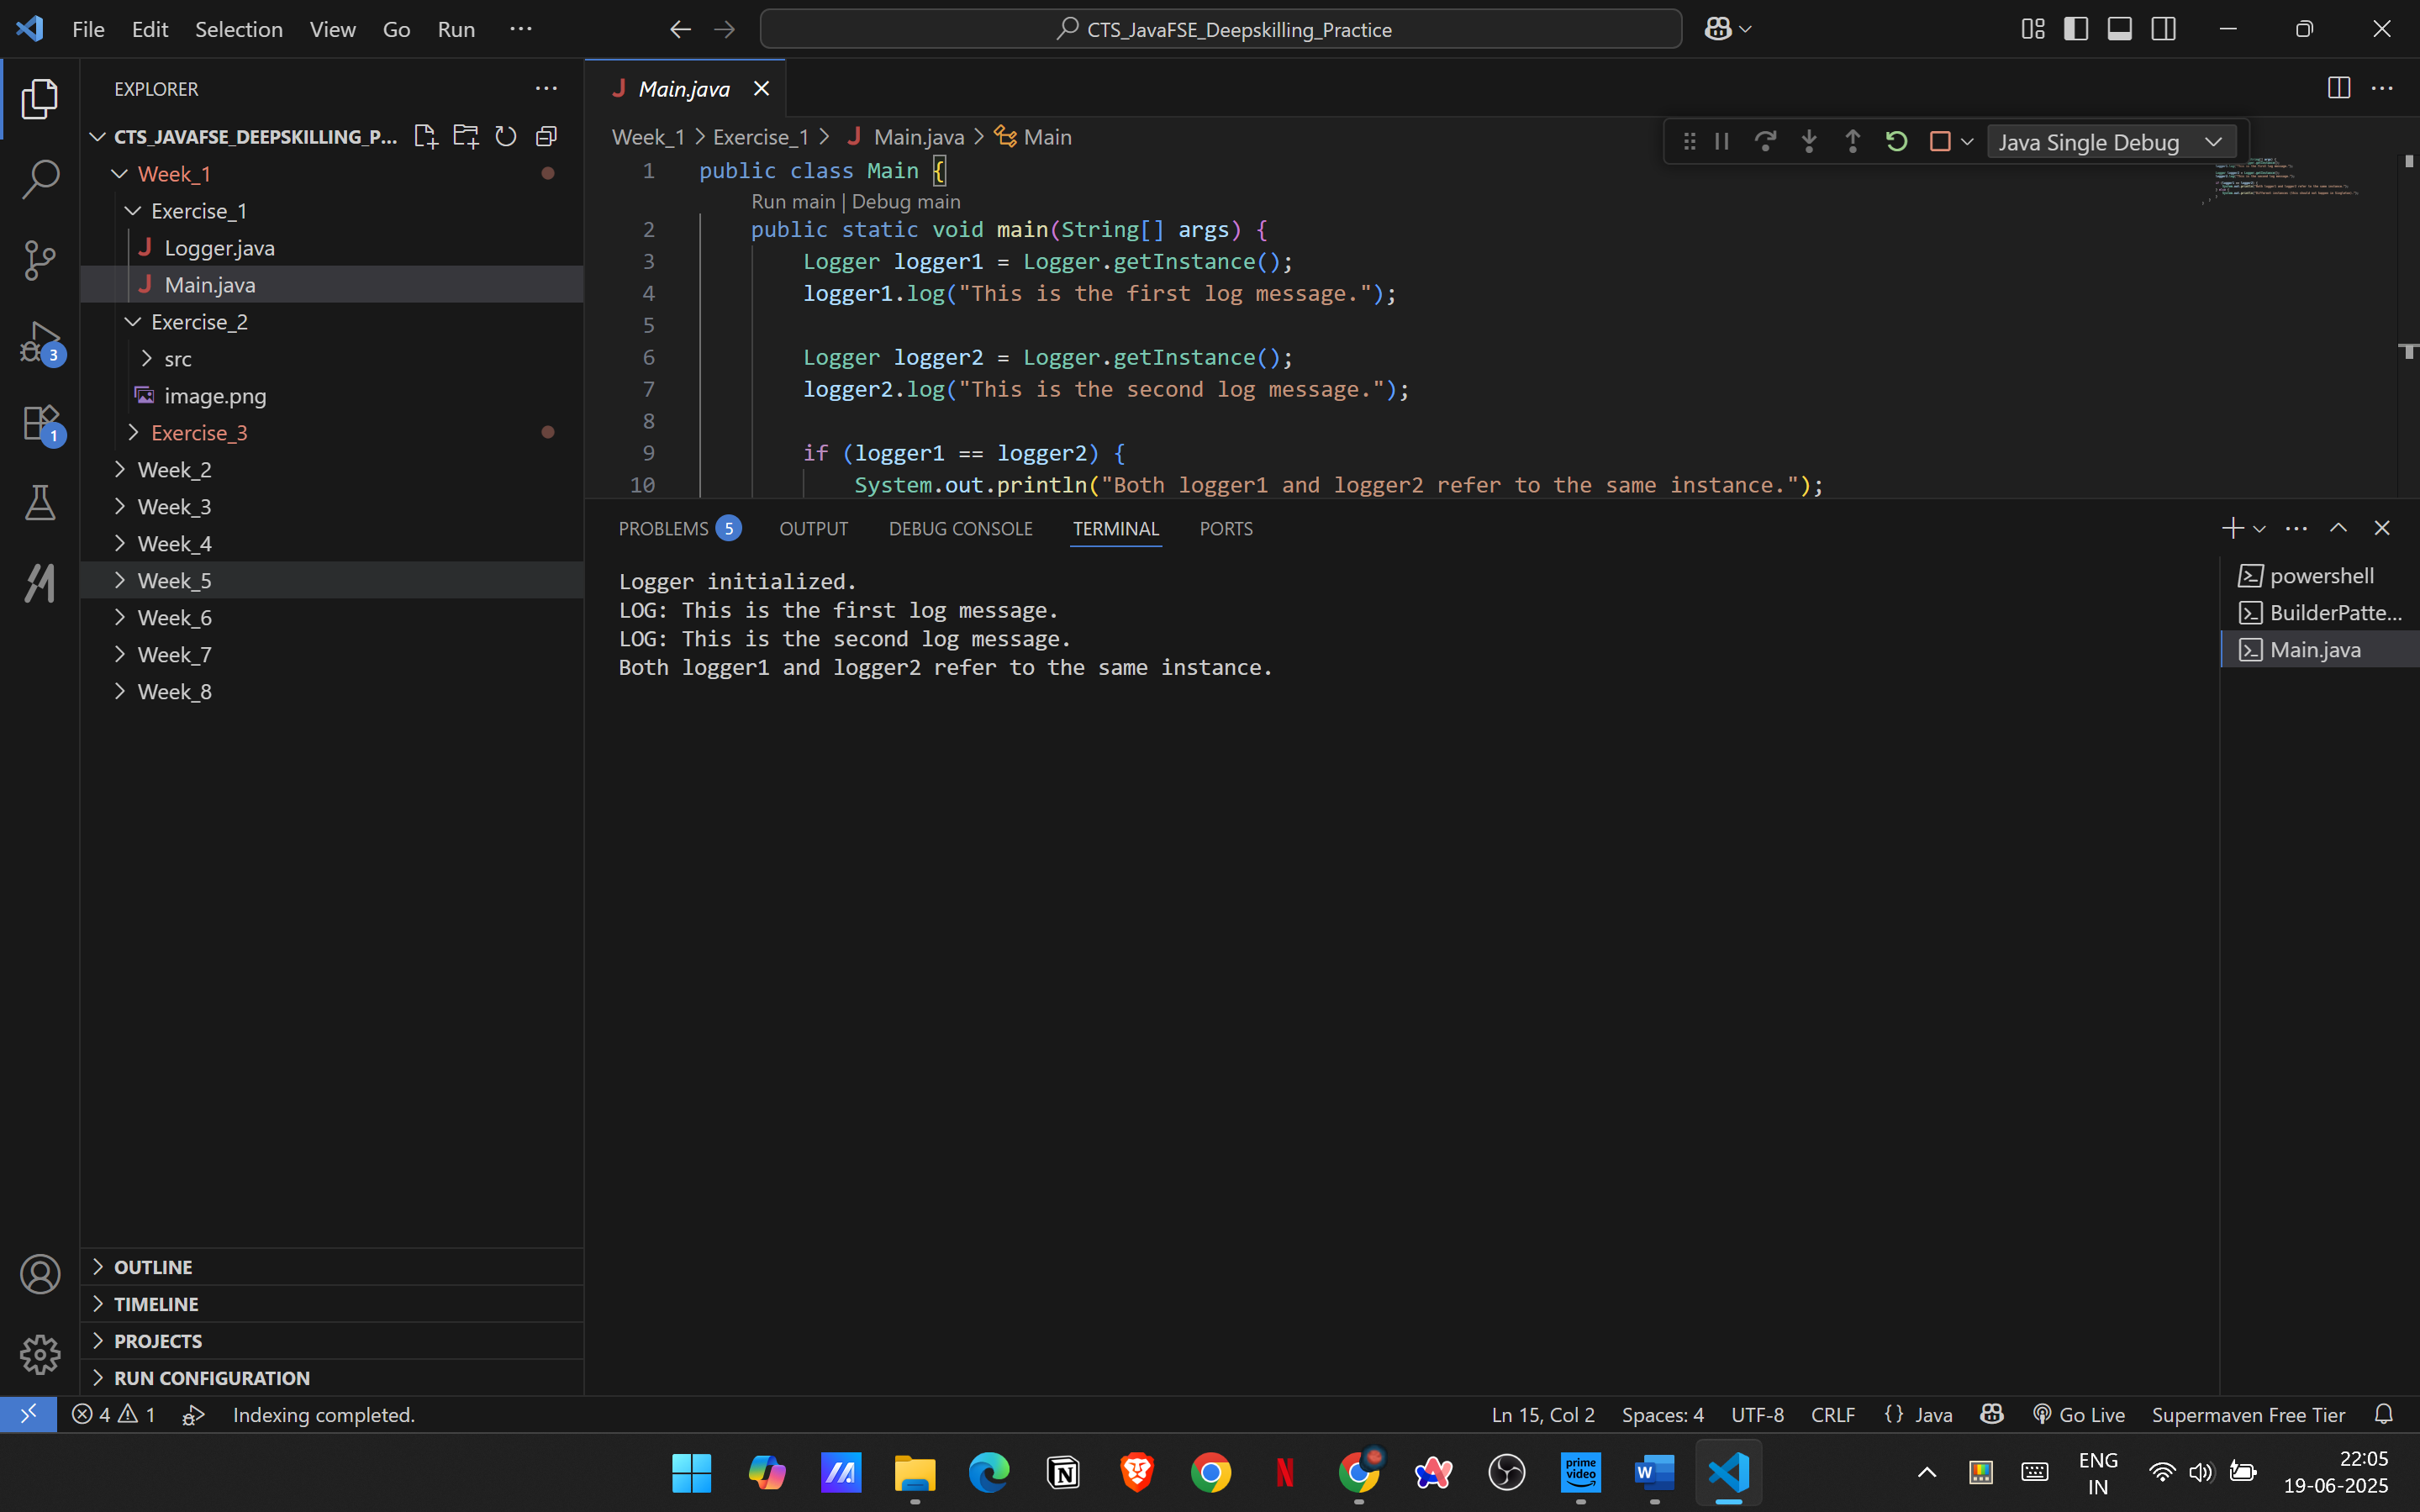 File Edit Selection View Go Run ···
CTS_JavaFSE_Deepskilling_Practice
EXPLORER
CTS_JAVAFSE_DEEPSKILLING_P...
Week_1
Exercise_1
Logger.java
Main.java
Exercise_2
src
image.png
Exercise_3
Week_2
Week_3
Week_4
Week_5
Week_6
Week_7
Week_8
OUTLINE
TIMELINE
PROJECTS
RUN CONFIGURATION
3
1
Main.java
Week_1 > Exercise_1 > Main.java > Main
Java Single Debug
1 public class Main {
Run main | Debug main
2 public static void main(String[] args) {
3 Logger logger1 = Logger.getInstance();
4 logger1.log("This is the first log message.");
5
6 Logger logger2 = Logger.getInstance();
7 logger2.log("This is the second log message.");
8
9 if (logger1 == logger2) {
10 System.out.println("Both logger1 and logger2 refer to the same instance.");
PROBLEMS 5 OUTPUT DEBUG CONSOLE TERMINAL PORTS
Logger initialized.
LOG: This is the first log message.
LOG: This is the second log message.
Both logger1 and logger2 refer to the same instance.
powershell
BuilderPatte...
Main.java
4 1 Indexing completed.
Ln 15, Col 2 Spaces: 4 UTF-8 CRLF {} Java Go Live Supermaven Free Tier
prime video
W
N
ENG
IN
22:05
19-06-2025